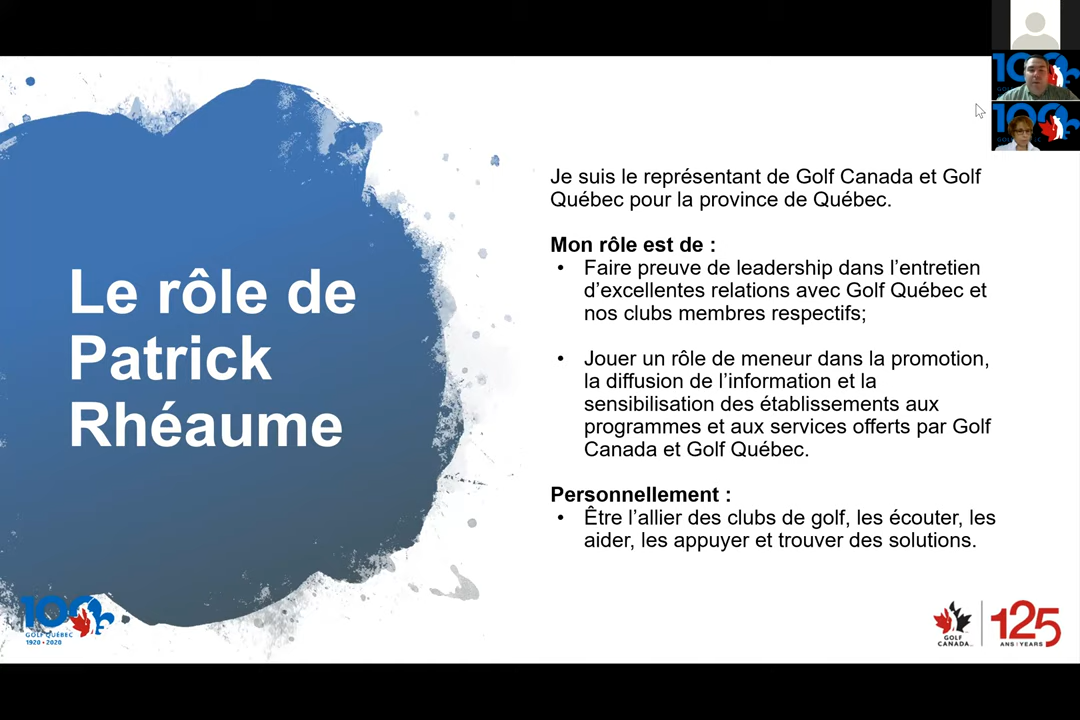 Le rôle de
Patrick
Rhéaume
Je suis le représentant de Golf Canada et Golf
Québec pour la province de Québec.
Mon rôle est de :
• Faire preuve de leadership dans l’entretien
d’excellentes relations avec Golf Québec et
nos clubs membres respectifs;
• Jouer un rôle de meneur dans la promotion,
la diffusion de l’information et la
sensibilisation des établissements aux
programmes et aux services offerts par Golf
Canada et Golf Québec.
Personnellement :
• Être l’allier des clubs de golf, les écouter, les
aider, les appuyer et trouver des solutions.
100
GOLF QUÉBEC
1920 • 2020
GOLF
CANADA
125
ANS | YEARS